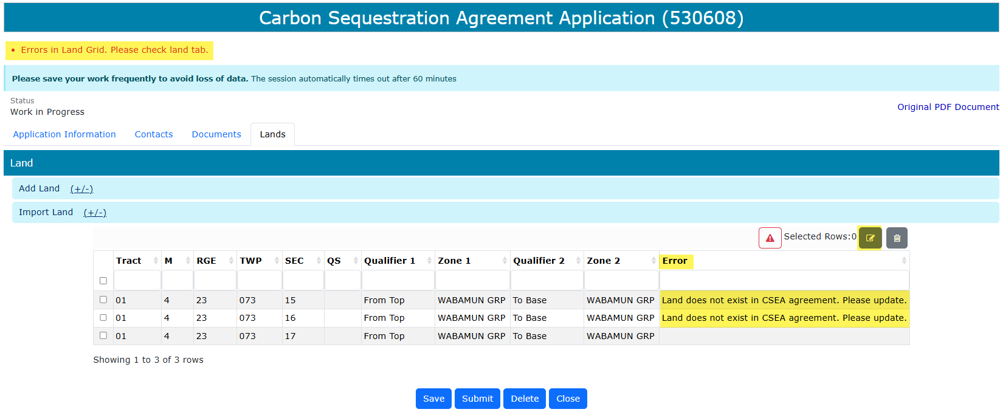 Carbon Sequestration Agreement Application (530608)
• Errors in Land Grid. Please check land tab.
Please save your work frequently to avoid loss of data. The session automatically times out after 60 minutes
Status
Work in Progress
Original PDF Document
Application Information Contacts Documents Lands
Land
Add Land (+/-)
Import Land (+/-)
Selected Rows:0
Tract M RGE TWP SEC QS Qualifier 1 Zone 1 Qualifier 2 Zone 2 Error
01 4 23 073 15 From Top WABAMUN GRP To Base WABAMUN GRP Land does not exist in CSEA agreement. Please update.
01 4 23 073 16 From Top WABAMUN GRP To Base WABAMUN GRP Land does not exist in CSEA agreement. Please update.
01 4 23 073 17 From Top WABAMUN GRP To Base WABAMUN GRP
Showing 1 to 3 of 3 rows
Save Submit Delete Close